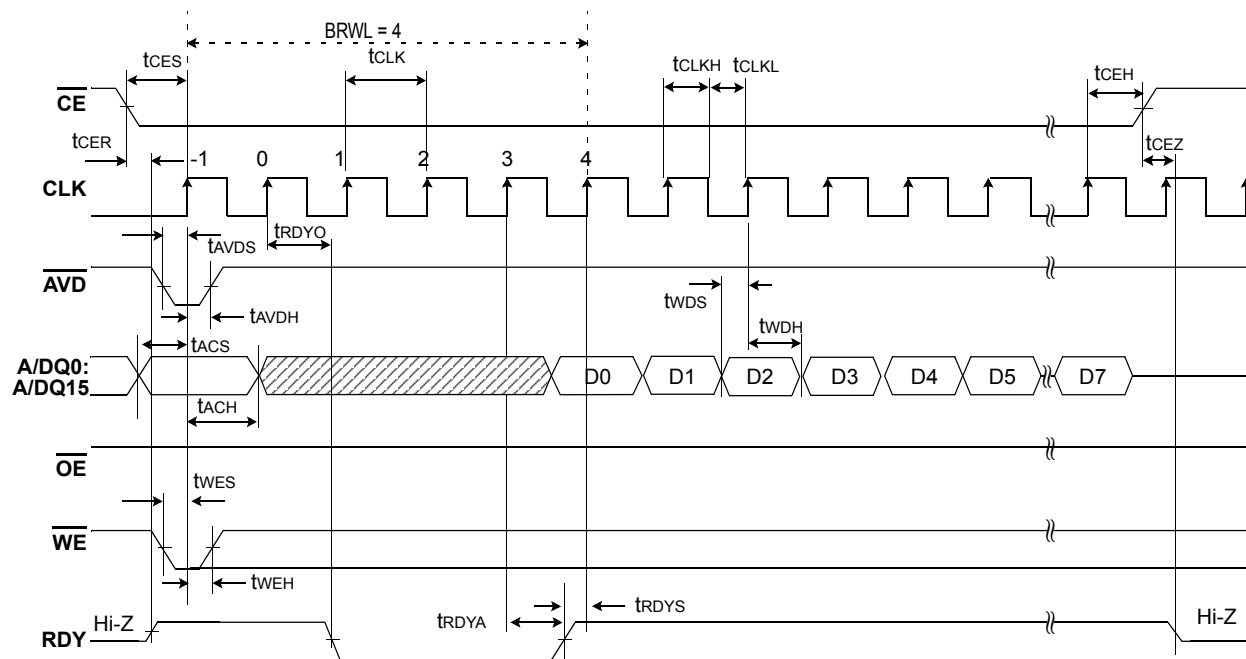 BRWL = 4
tCES
tCLK
tCLKH
tCLKL
tCEH
CE
tCER
tCEZ
-1 0 1 2 3 4
CLK
tRDYO
tAVDS
AVD
tAVDH
tWDS
tWDH
tACS
A/DQ0:
A/DQ15
D0 D1 D2 D3 D4 D5 D7
tACH
OE
tWES
WE
tWEH
tRDYS
tRDYA
Hi-Z
Hi-Z
RDY